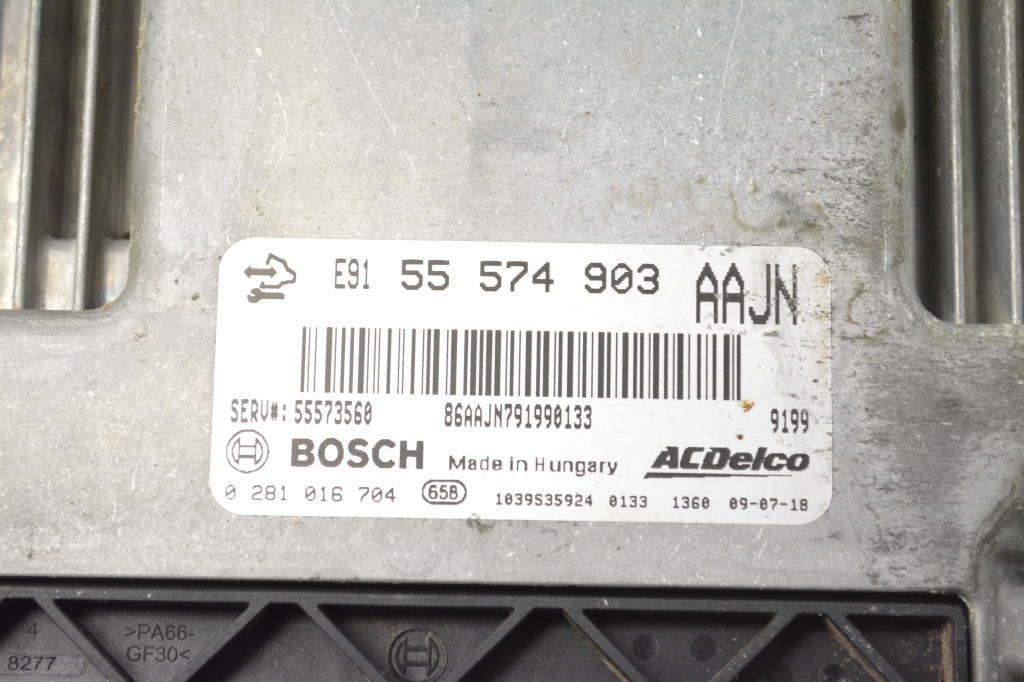 E91 55 574 903 AAJN
SERV#: 55573560 86AAJN791990133 9199
BOSCH Made in Hungary ACDelco
0 281 016 704 658 1039S35924 0133 1360 09-07-18
4 >PA66-
8277 GF30<